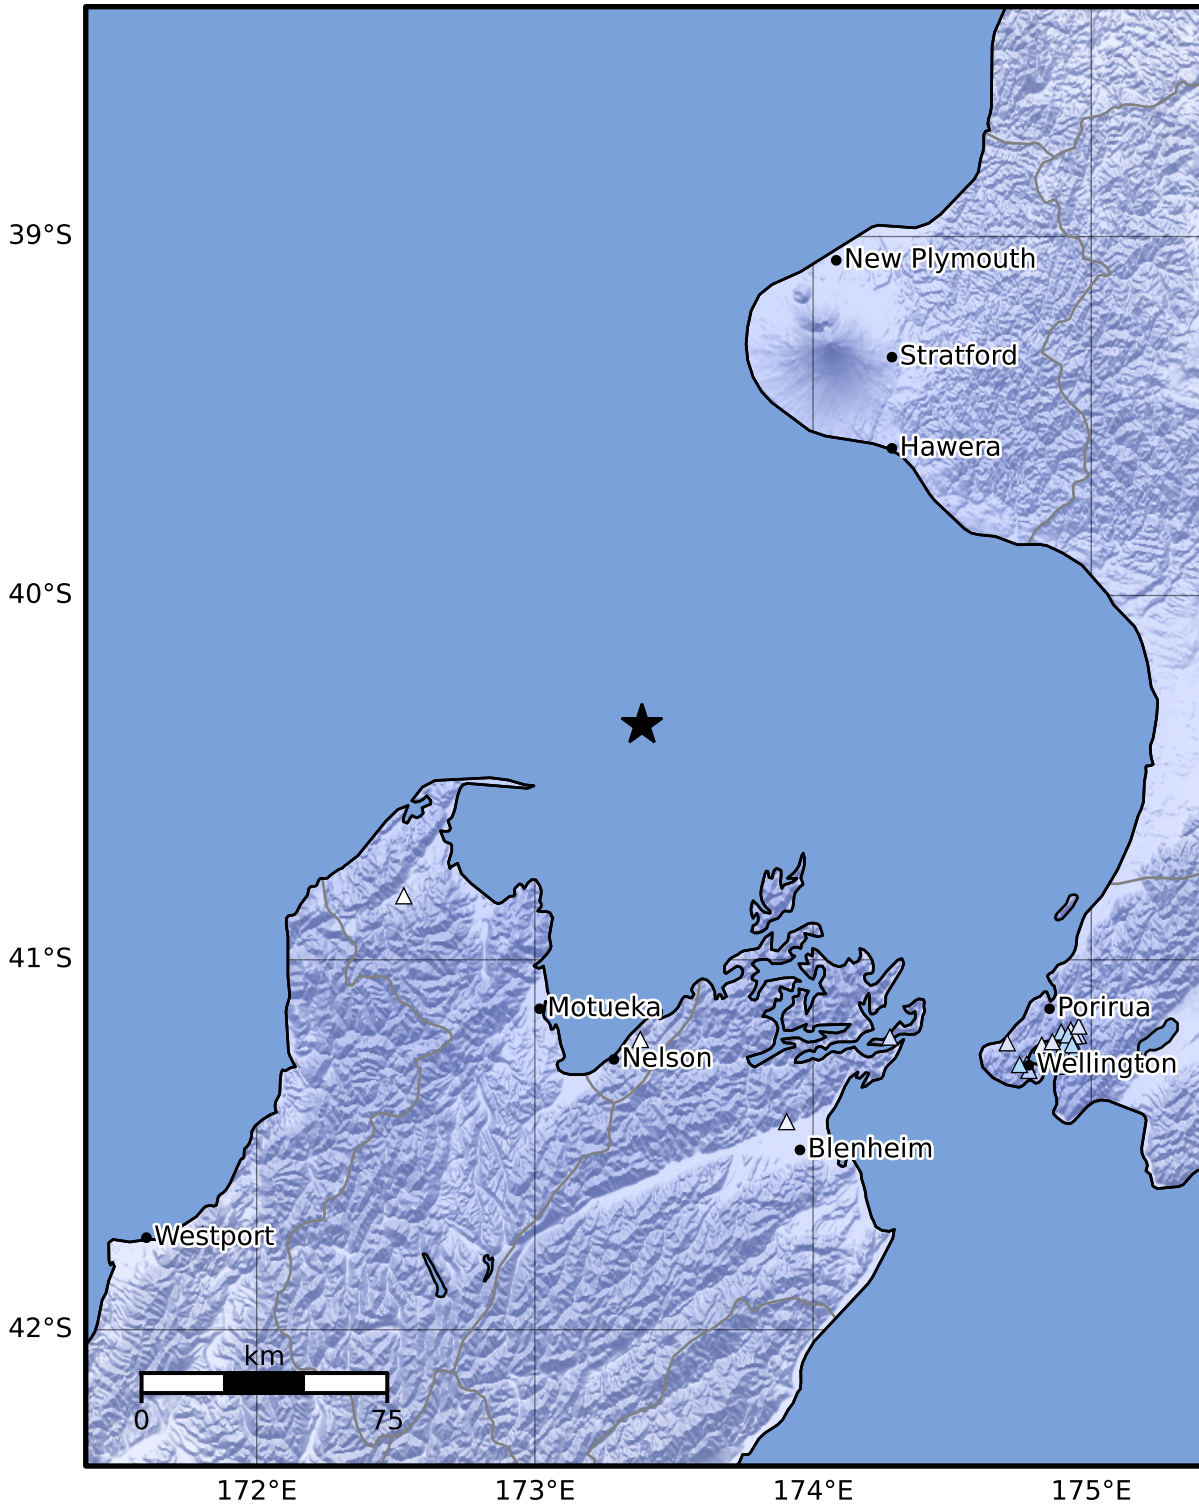 39°S
New Plymouth
Stratford
Hawera
40°S
41°S
Motueka
Porirua
Nelson
Wellington
Blenheim
Westport
42°S
km
0 75
172°E 173°E 174°E 175°E